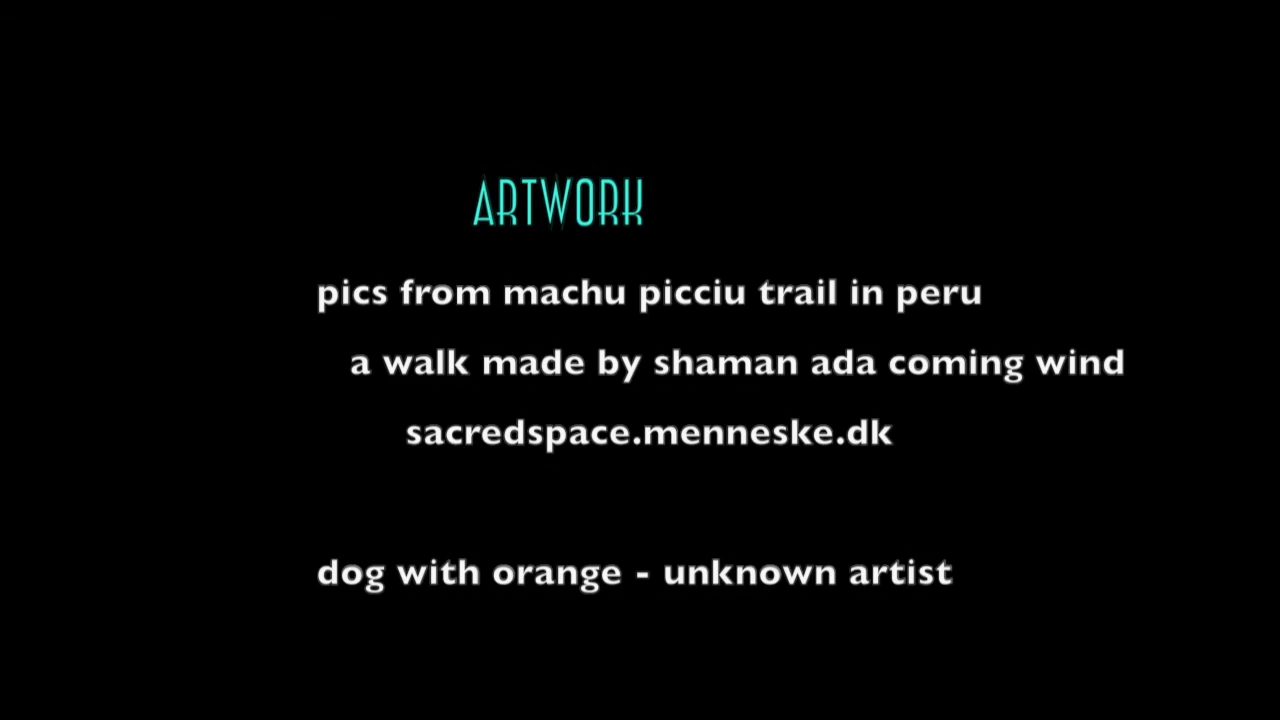 ARTWORK
pics from machu picciu trail in peru
a walk made by shaman ada coming wind
sacredspace.menneske.dk
dog with orange - unknown artist